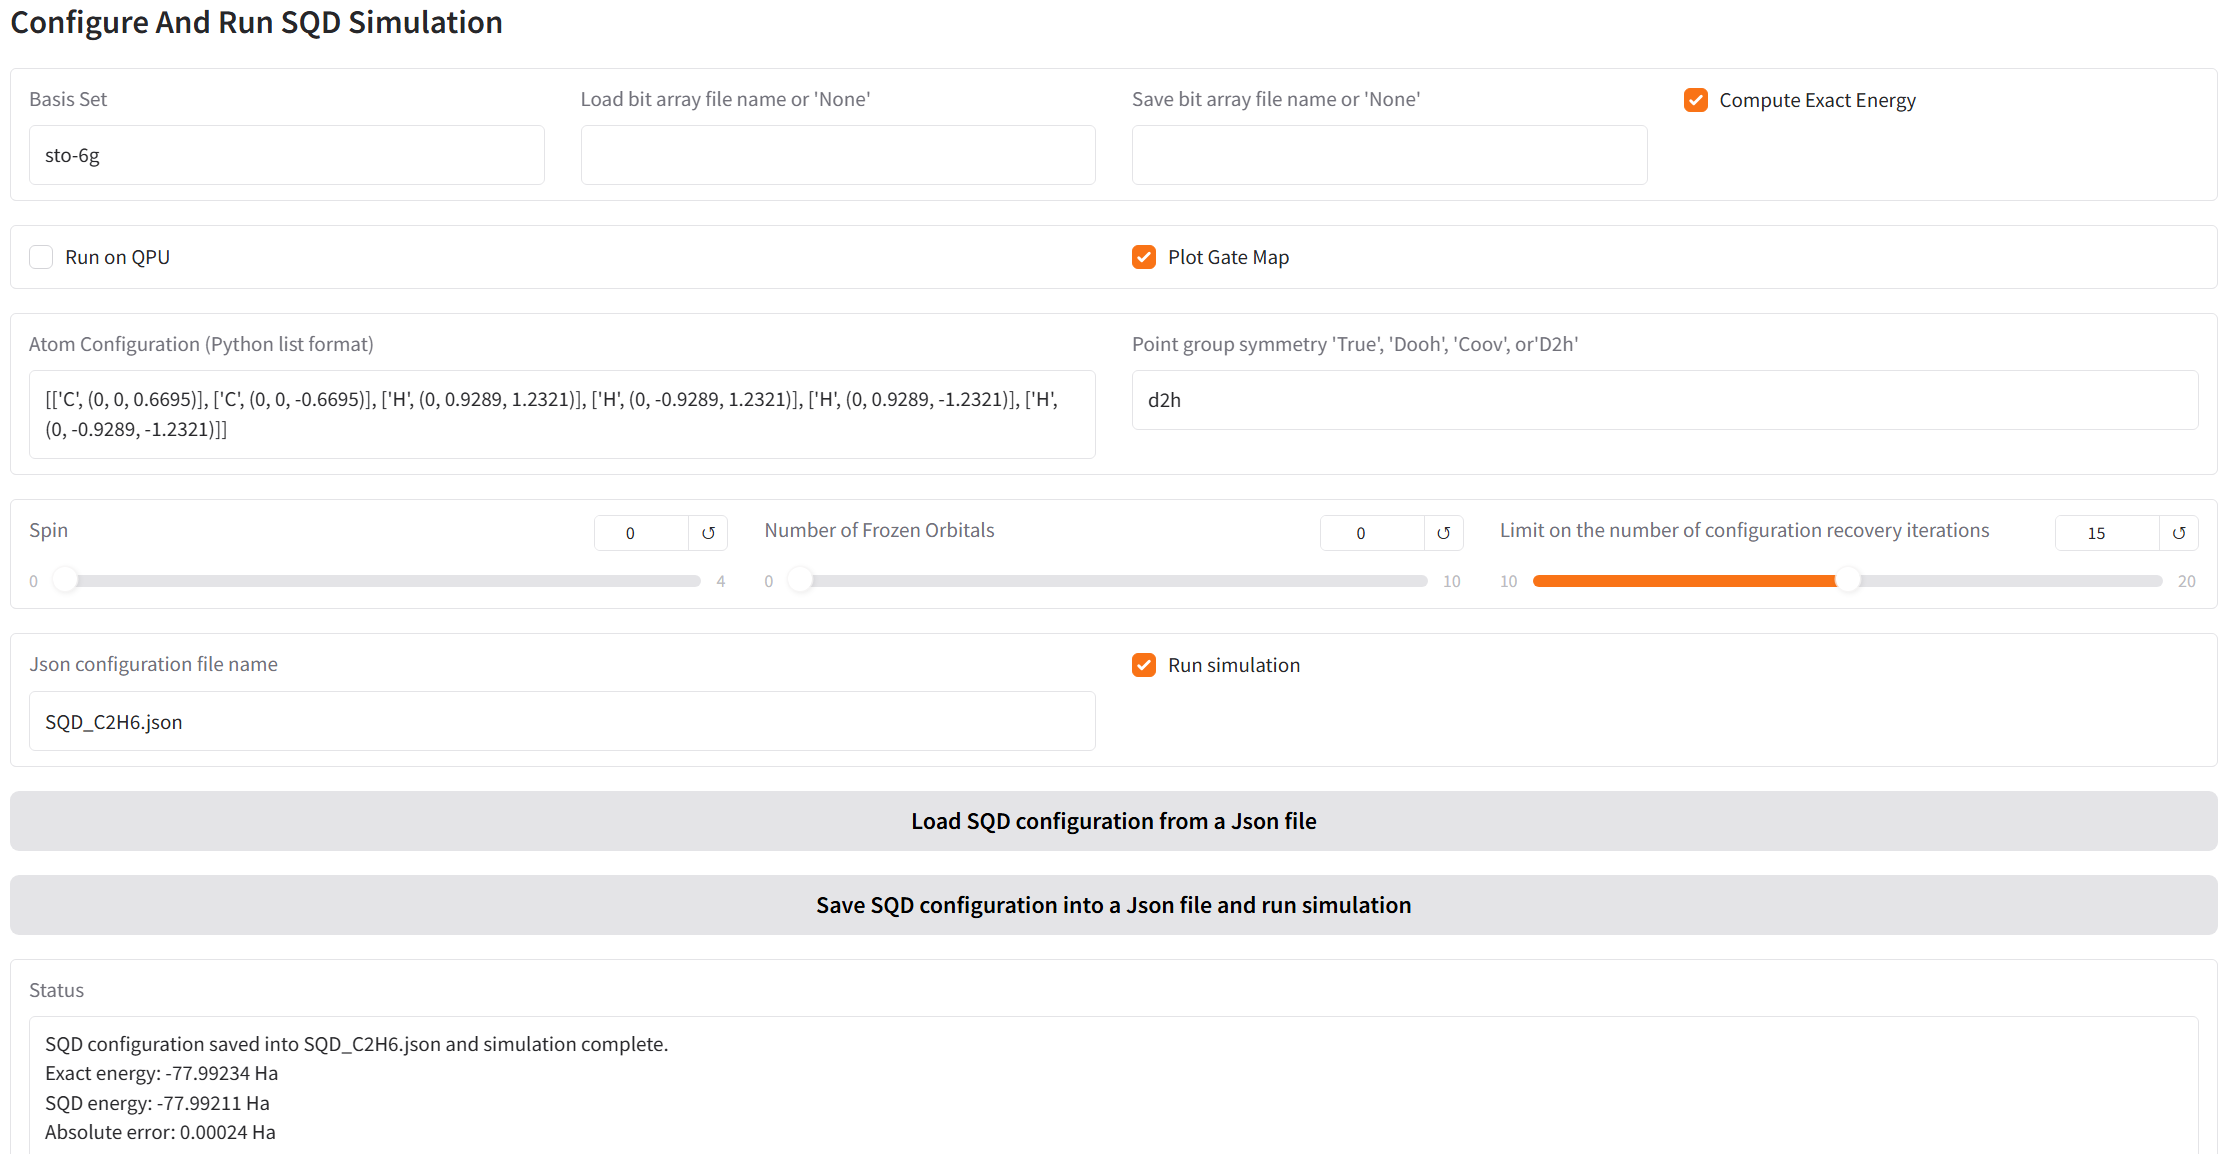 Configure And Run SQD Simulation
Basis Set
Load bit array file name or 'None'
Save bit array file name or 'None'
Compute Exact Energy
sto-6g
Run on QPU
Plot Gate Map
Atom Configuration (Python list format)
Point group symmetry 'True', 'Dooh', 'Coov', or'D2h'
[['C', (0, 0, 0.6695)], ['C', (0, 0, -0.6695)], ['H', (0, 0.9289, 1.2321)], ['H', (0, -0.9289, 1.2321)], ['H', (0, 0.9289, -1.2321)], ['H',
(0, -0.9289, -1.2321)]]
d2h
Spin
0
↺
Number of Frozen Orbitals
0
↺
Limit on the number of configuration recovery iterations
15
↺
0
4
0
10
10
20
Json configuration file name
Run simulation
SQD_C2H6.json
Load SQD configuration from a Json file
Save SQD configuration into a Json file and run simulation
Status
SQD configuration saved into SQD_C2H6.json and simulation complete.
Exact energy: -77.99234 Ha
SQD energy: -77.99211 Ha
Absolute error: 0.00024 Ha